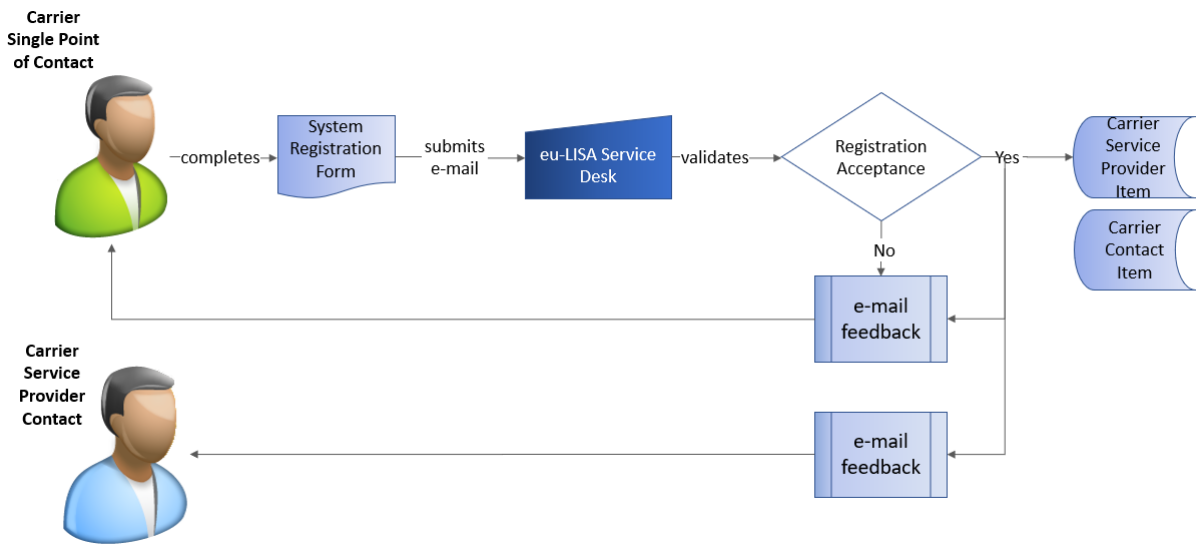 Carrier
Single Point
of Contact
completes
System
Registration
Form
submits
e-mail
eu-LISA Service
Desk
validates
Registration
Acceptance
Yes
Carrier
Service
Provider
Item
Carrier
Contact
Item
No
e-mail
feedback
Carrier
Service
Provider
Contact
e-mail
feedback